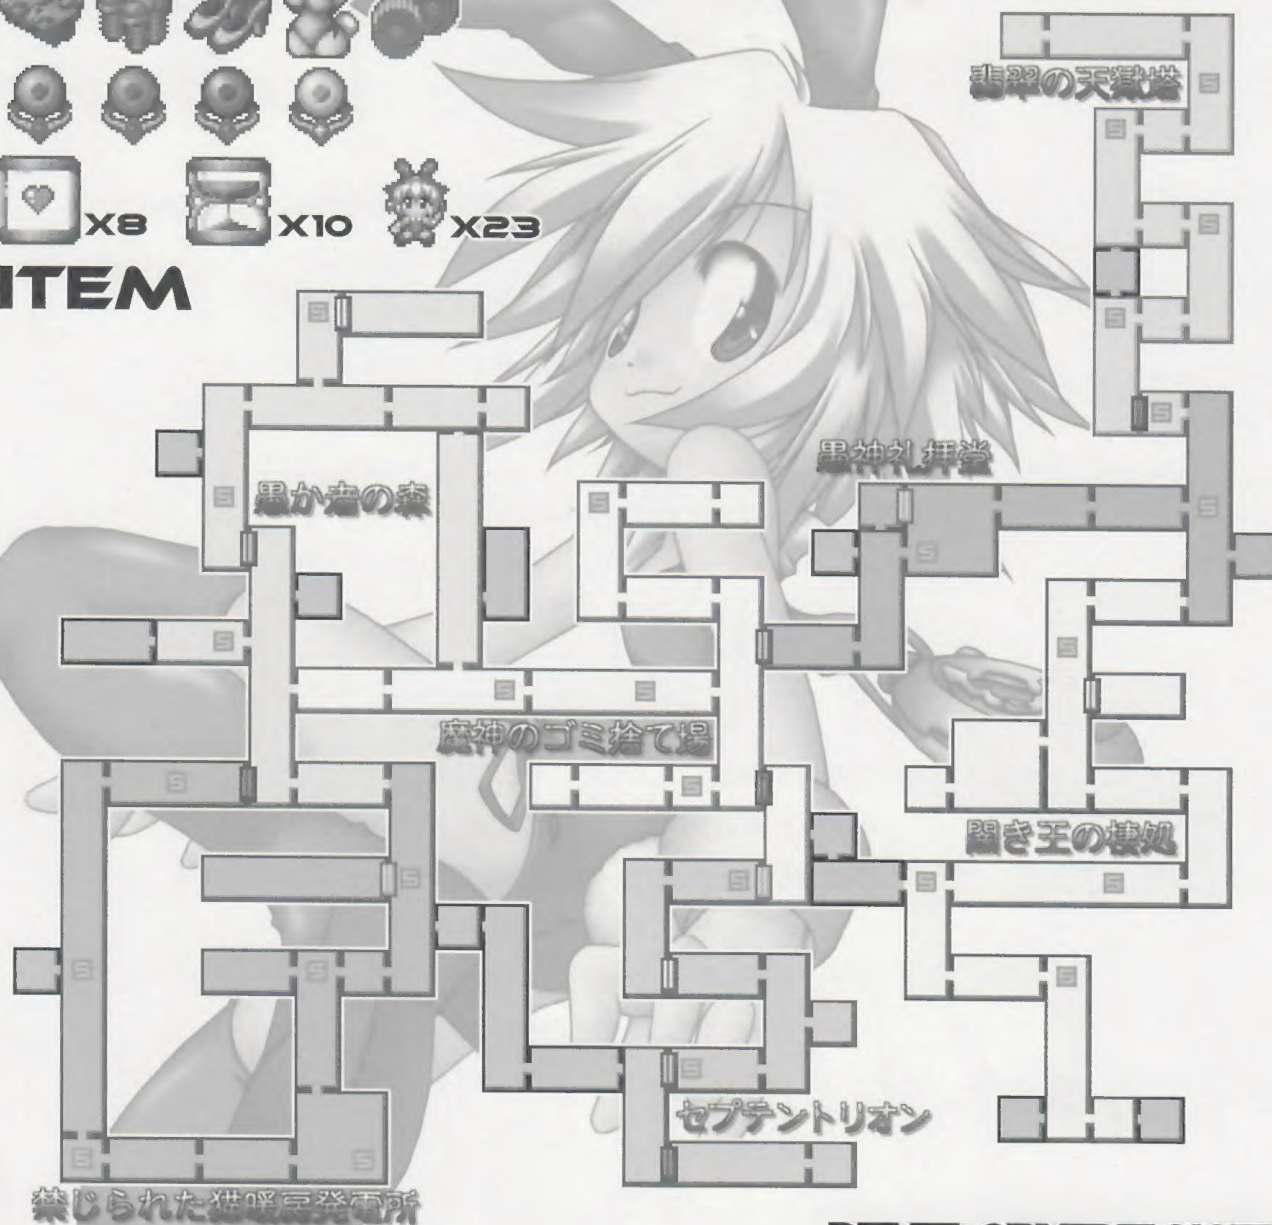 翡翠の天獄塔
X8
X10
X23
ITEM
黒神礼拝堂
愚か者の森
魔神のゴミ捨て場
闇き王の棲処
セプテントリオン
禁じられた猫暖房発電所